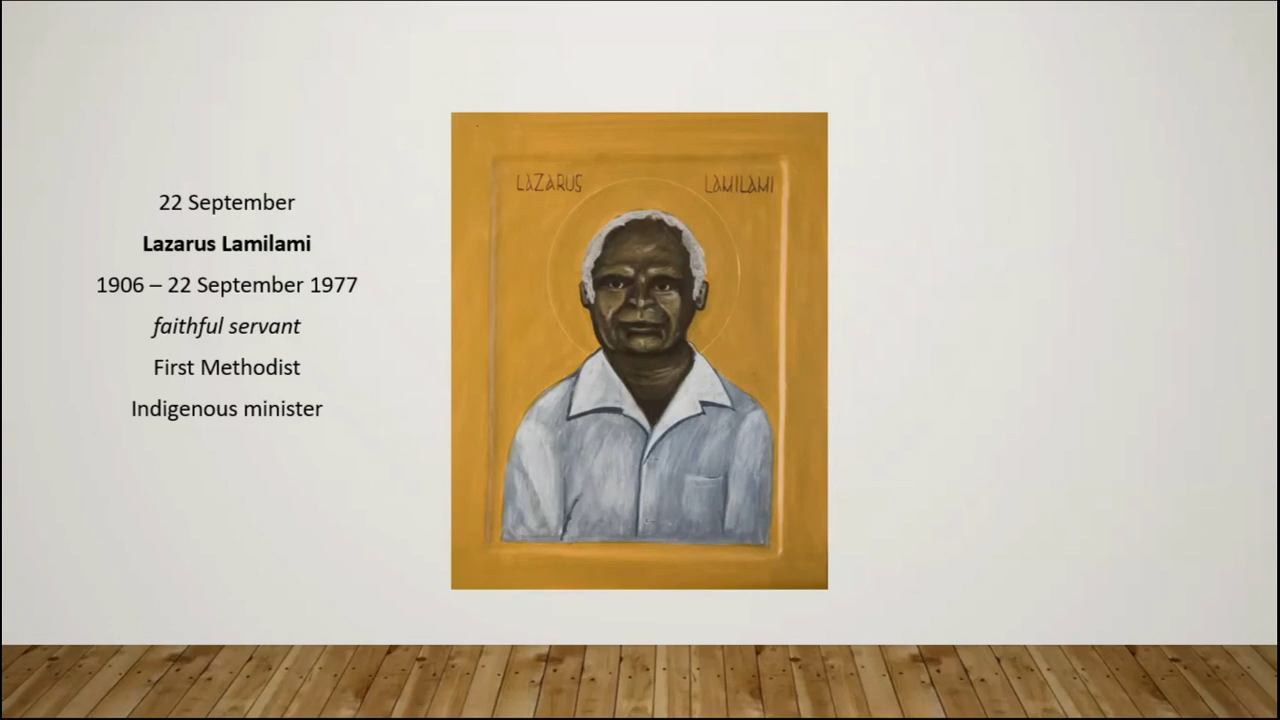 22 September
Lazarus Lamilami
1906 – 22 September 1977
faithful servant
First Methodist
Indigenous minister
LAZARUS LAMILAMI